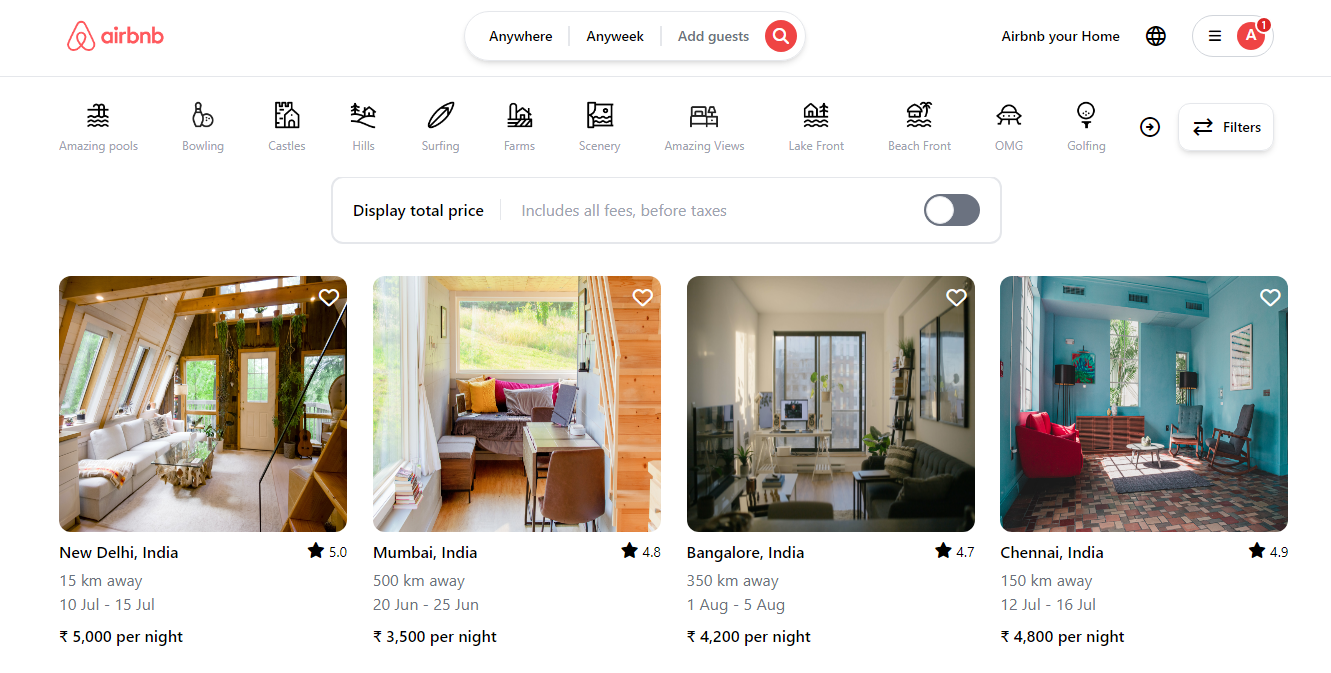 airbnb
Anywhere
Anyweek
Add guests
Airbnb your Home
A
1
Amazing pools
Bowling
Castles
Hills
Surfing
Farms
Scenery
Amazing Views
Lake Front
Beach Front
OMG
Golfing
Filters
Display total price
Includes all fees, before taxes
New Delhi, India
5.0
15 km away
10 Jul - 15 Jul
₹ 5,000 per night
Mumbai, India
4.8
500 km away
20 Jun - 25 Jun
₹ 3,500 per night
Bangalore, India
4.7
350 km away
1 Aug - 5 Aug
₹ 4,200 per night
Chennai, India
4.9
150 km away
12 Jul - 16 Jul
₹ 4,800 per night